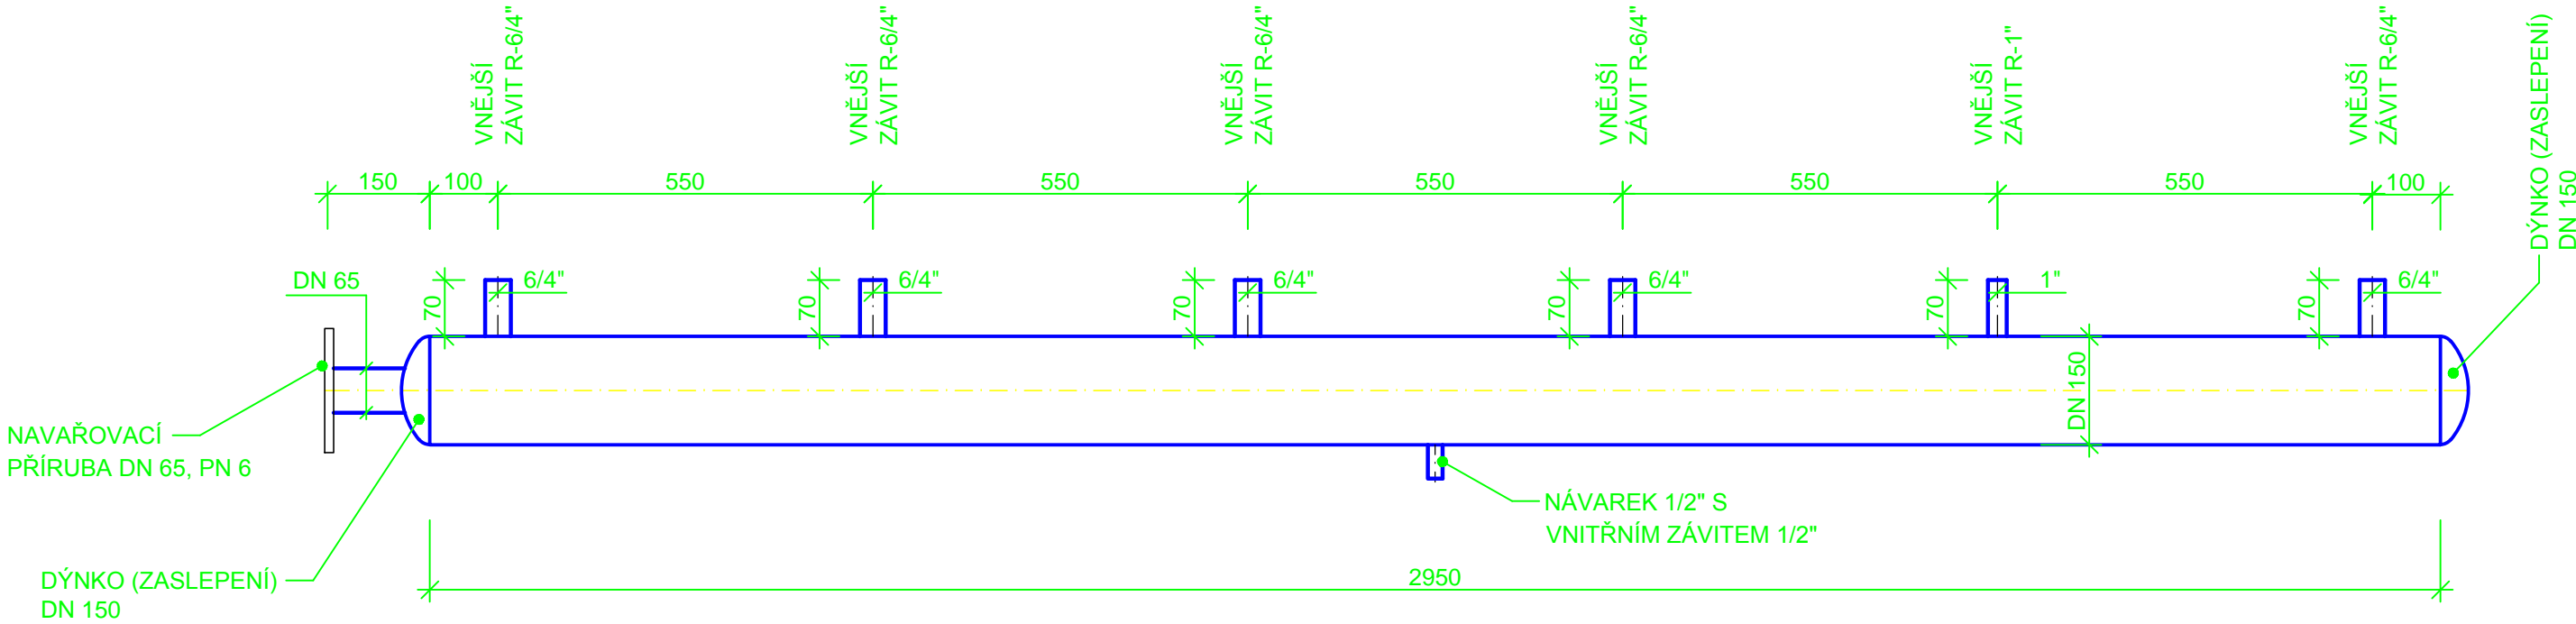 VNĚJŠÍ
ZÁVIT R-6/4"
VNĚJŠÍ
ZÁVIT R-6/4"
VNĚJŠÍ
ZÁVIT R-6/4"
VNĚJŠÍ
ZÁVIT R-6/4"
VNĚJŠÍ
ZÁVIT R-1"
VNĚJŠÍ
ZÁVIT R-6/4"
DÝNKO (ZASLEPENÍ)
DN 150
150 100 550 550 550 550 550 100
DN 65
70 6/4" 70 6/4" 70 6/4" 70 6/4" 70 1" 70 6/4"
DN 150
NAVAŘOVACÍ
PŘÍRUBA DN 65, PN 6
NÁVAREK 1/2" S
VNITŘNÍM ZÁVITEM 1/2"
DÝNKO (ZASLEPENÍ)
DN 150
2950